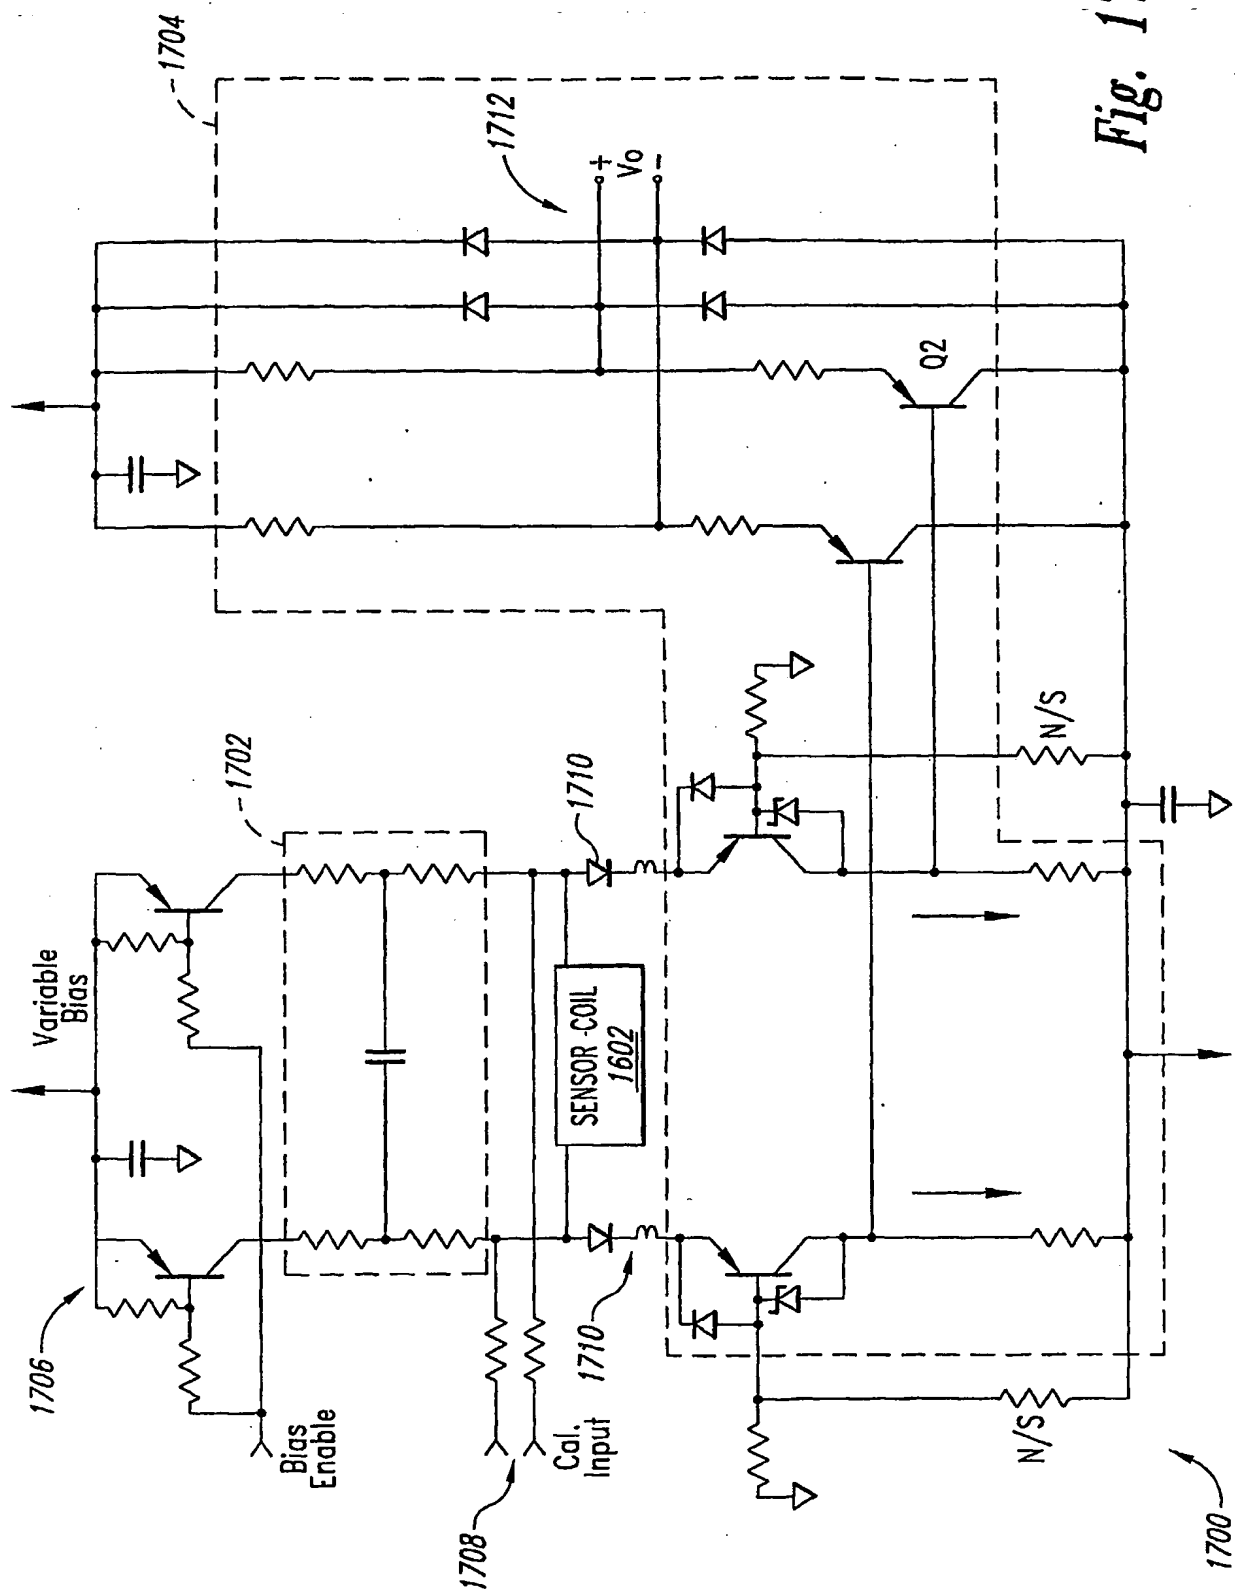 1704
1712
+
Vo
-
Q2
N/S
Variable
Bias
1702
1710
SENSOR-COIL
1602
1706
Bias
Enable
1708
Cal.
Input
1710
N/S
1700
Fig.